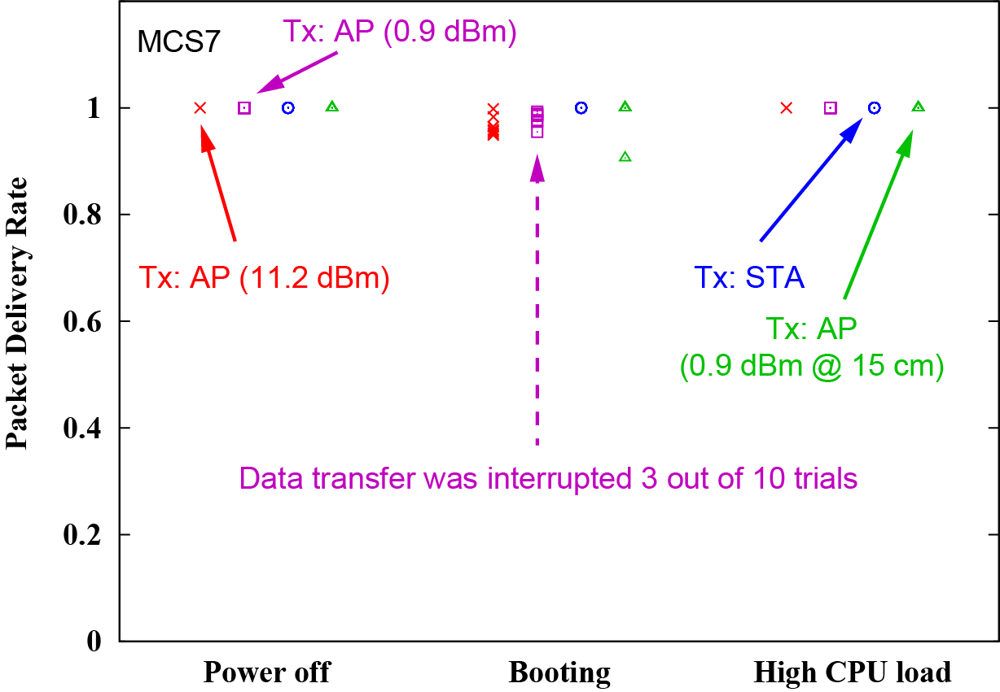 MCS7
Tx: AP (0.9 dBm)
1
0.8
0.6
0.4
0.2
0
Packet Delivery Rate
Tx: AP (11.2 dBm)
Tx: STA
Tx: AP
(0.9 dBm @ 15 cm)
Data transfer was interrupted 3 out of 10 trials
Power off
Booting
High CPU load